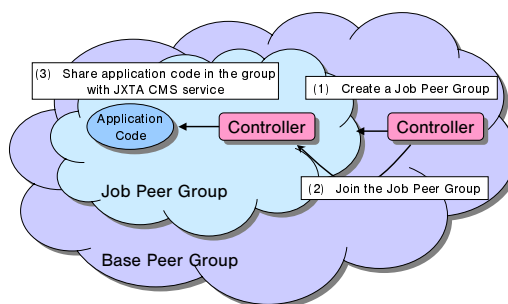 (3) Share application code in the group
with JXTA CMS service
(1) Create a Job Peer Group
Application
Code
Controller
Controller
(2) Join the Job Peer Group
Job Peer Group
Base Peer Group